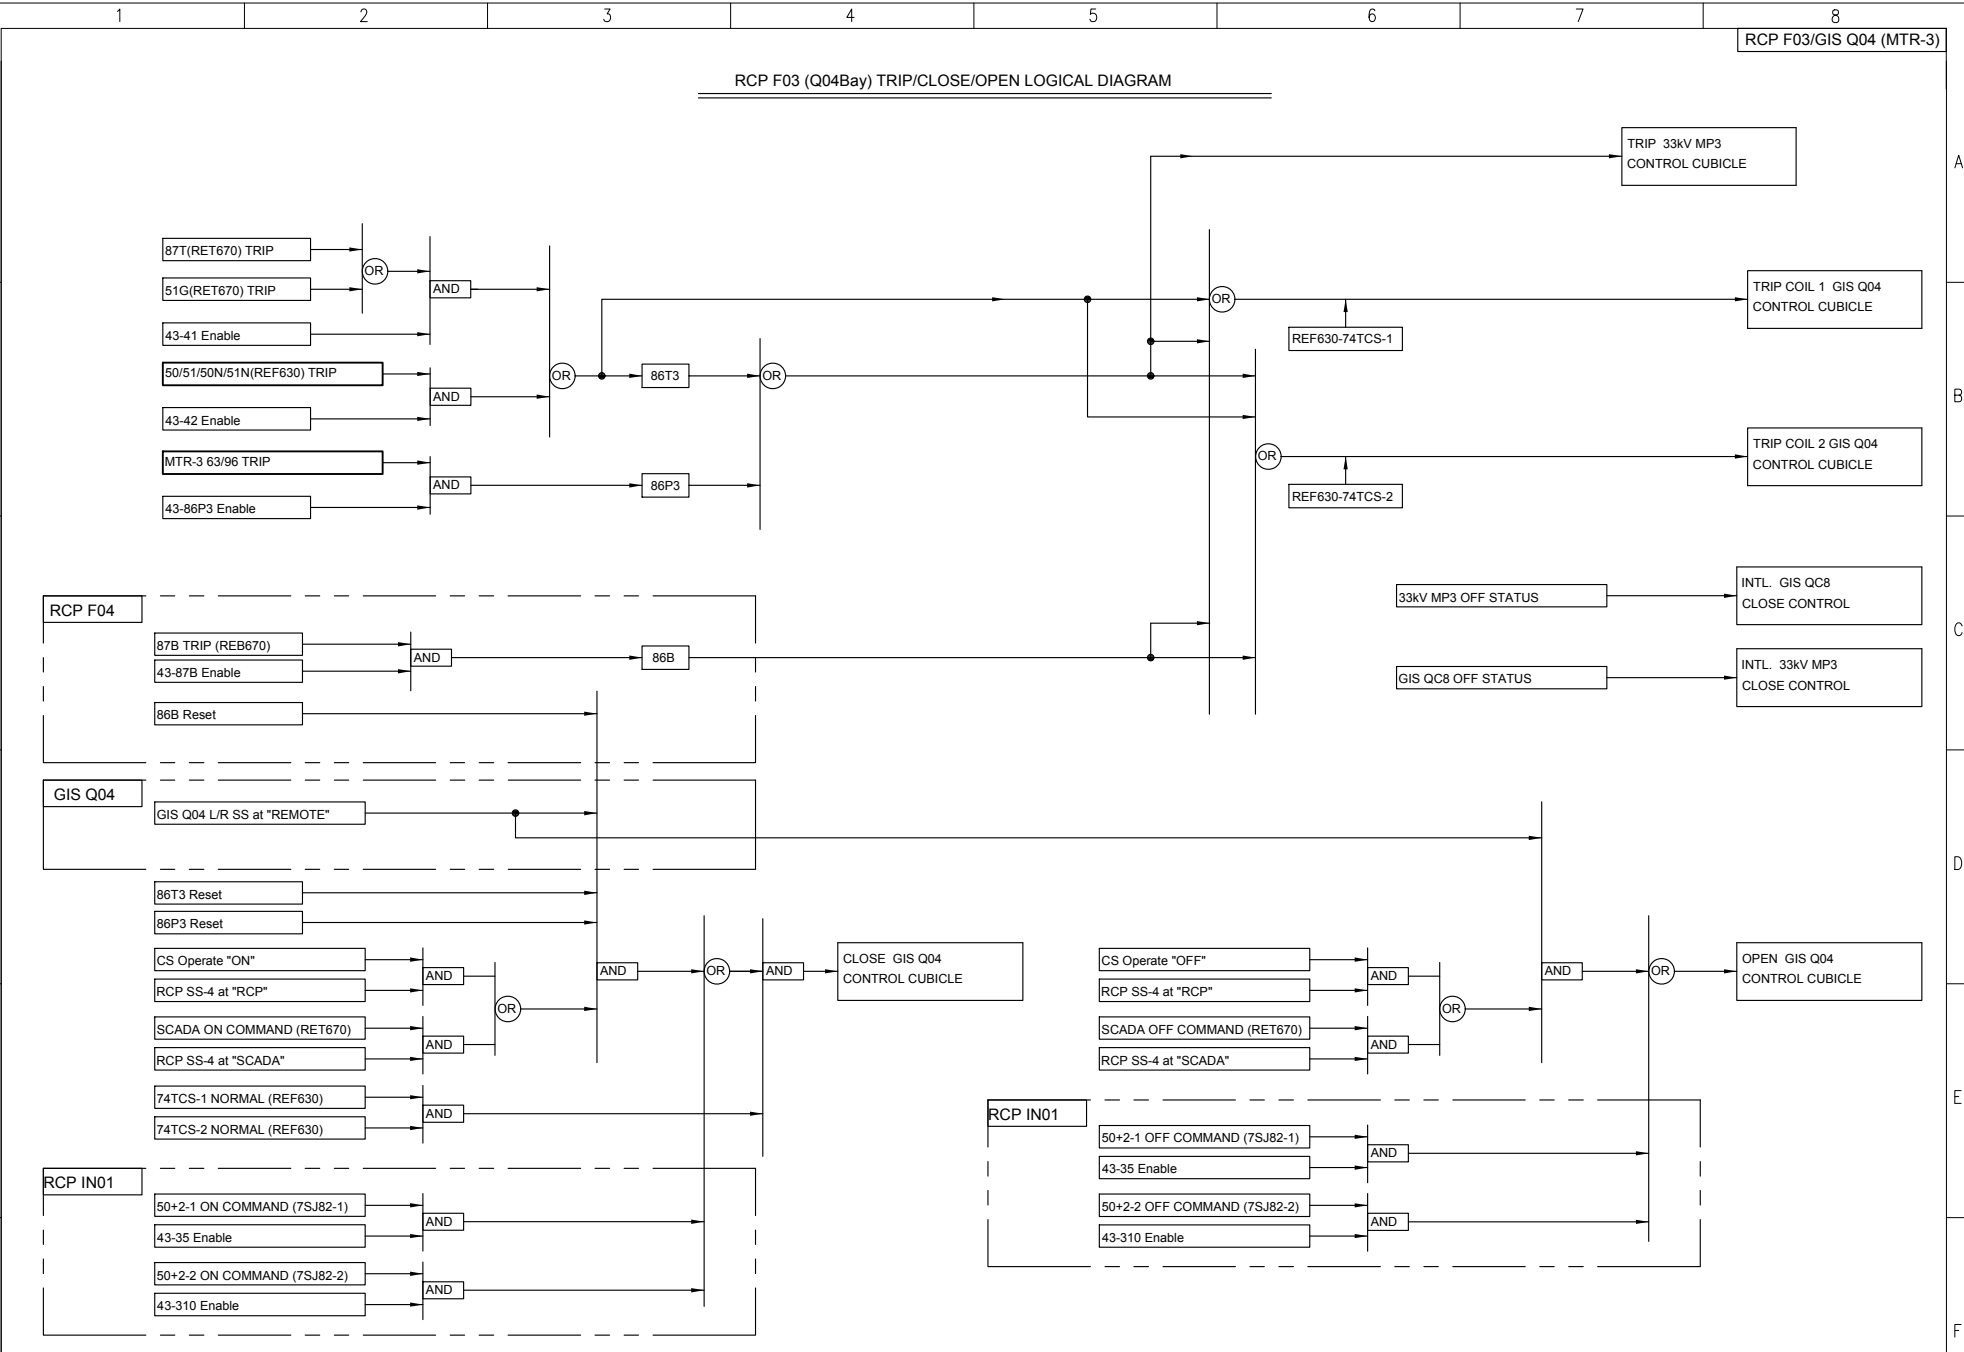 1 2 3 4 5 6 7 8
RCP F03/GIS Q04 (MTR-3)
RCP F03 (Q04Bay) TRIP/CLOSE/OPEN LOGICAL DIAGRAM
TRIP 33kV MP3
CONTROL CUBICLE
A
87T(RET670) TRIP
OR
51G(RET670) TRIP
AND
43-41 Enable
OR
TRIP COIL 1 GIS Q04
CONTROL CUBICLE
REF630-74TCS-1
50/51/50N/51N(REF630) TRIP
OR
86T3
OR
AND
43-42 Enable
B
MTR-3 63/96 TRIP
AND
86P3
43-86P3 Enable
OR
TRIP COIL 2 GIS Q04
CONTROL CUBICLE
REF630-74TCS-2
RCP F04
87B TRIP (REB670)
AND
86B
43-87B Enable
86B Reset
33kV MP3 OFF STATUS
INTL. GIS QC8
CLOSE CONTROL
C
GIS QC8 OFF STATUS
INTL. 33kV MP3
CLOSE CONTROL
GIS Q04
GIS Q04 L/R SS at "REMOTE"
D
86T3 Reset
86P3 Reset
CS Operate "ON"
AND
RCP SS-4 at "RCP"
OR
SCADA ON COMMAND (RET670)
AND
RCP SS-4 at "SCADA"
AND
OR
AND
CLOSE GIS Q04
CONTROL CUBICLE
74TCS-1 NORMAL (REF630)
AND
74TCS-2 NORMAL (REF630)
CS Operate "OFF"
AND
RCP SS-4 at "RCP"
OR
SCADA OFF COMMAND (RET670)
AND
RCP SS-4 at "SCADA"
AND
OR
OPEN GIS Q04
CONTROL CUBICLE
E
RCP IN01
50+2-1 OFF COMMAND (7SJ82-1)
AND
43-35 Enable
50+2-2 OFF COMMAND (7SJ82-2)
AND
43-310 Enable
RCP IN01
50+2-1 ON COMMAND (7SJ82-1)
AND
43-35 Enable
50+2-2 ON COMMAND (7SJ82-2)
AND
43-310 Enable
F